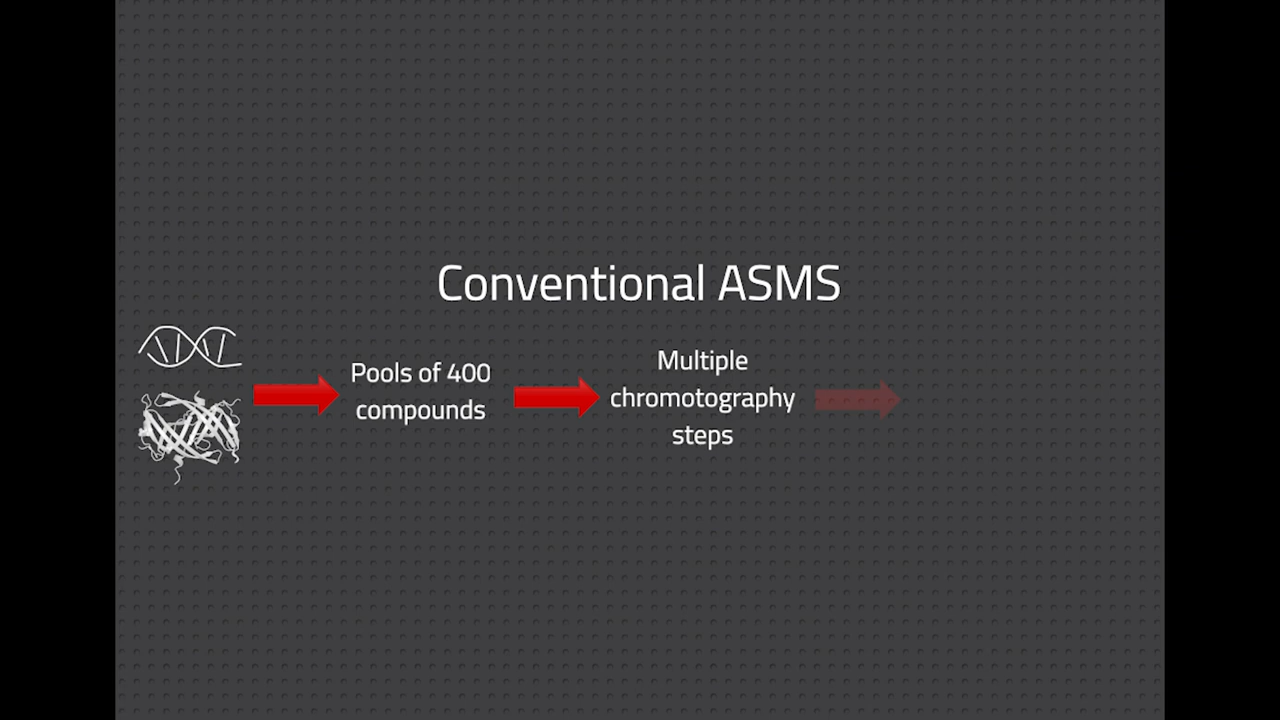 Conventional ASMS
Pools of 400
compounds
Multiple
chromotography
steps